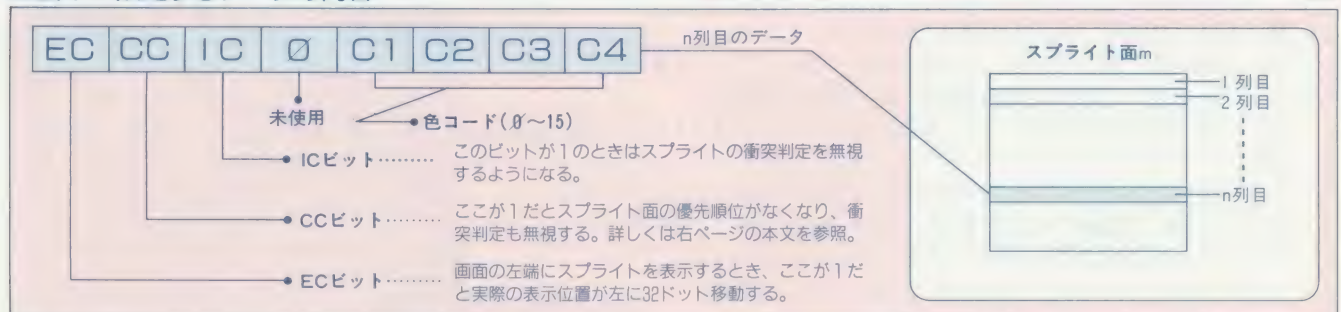 EC CC IC 0 C1 C2 C3 C4
n列目のデータ
未使用
色コード(0〜15)
ICビット………
このビットが1のときはスプライトの衝突判定を無視
するようになる。
CCビット………
ここが1だとスプライト面の優先順位がなくなり、衝
突判定も無視する。詳しくは右ページの本文を参照。
ECビット………
画面の左端にスプライトを表示するとき、ここが1だ
と実際の表示位置が左に32ドット移動する。
スプライト面m
1列目
2列目
n列目